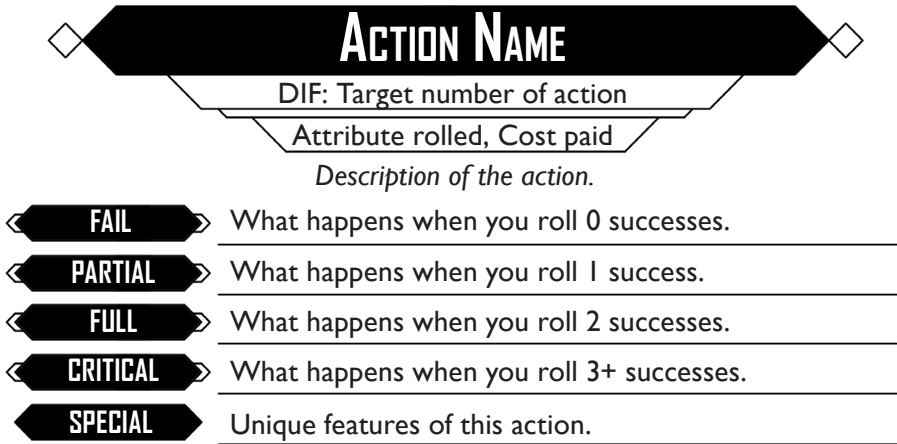 ACTION NAME
DIF: Target number of action
Attribute rolled, Cost paid
Description of the action.
FAIL What happens when you roll 0 successes.
PARTIAL What happens when you roll 1 success.
FULL What happens when you roll 2 successes.
CRITICAL What happens when you roll 3+ successes.
SPECIAL Unique features of this action.